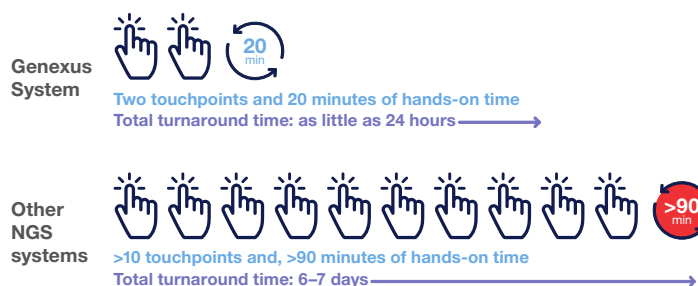 Genexus
System
20
min
Two touchpoints and 20 minutes of hands-on time
Total turnaround time: as little as 24 hours
Other
NGS
systems
>90
min
>10 touchpoints and, >90 minutes of hands-on time
Total turnaround time: 6–7 days